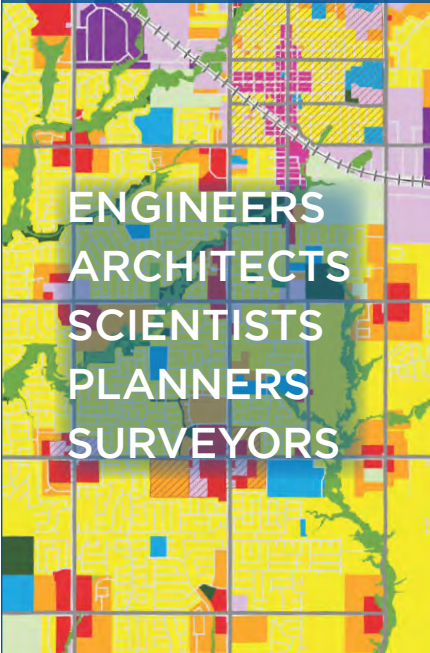 ENGINEERS
ARCHITECTS
SCIENTISTS
PLANNERS
SURVEYORS